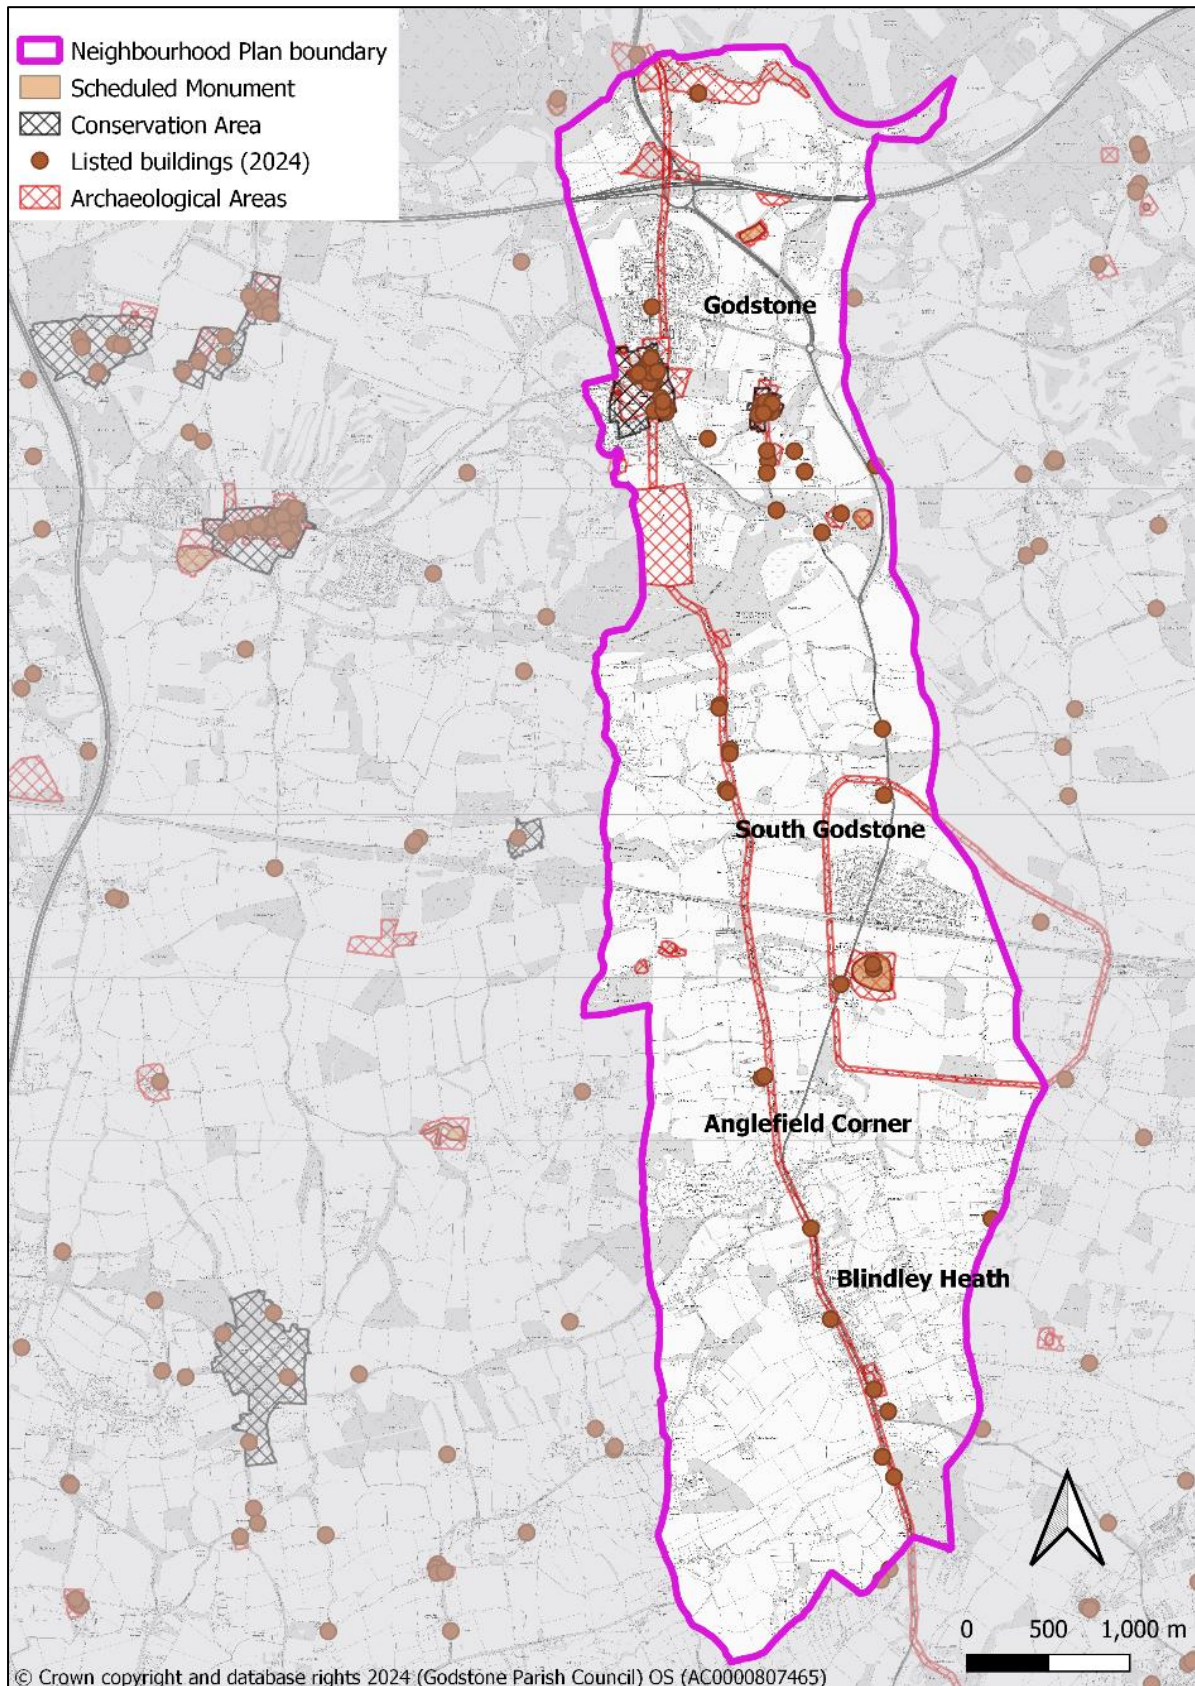 Neighbourhood Plan boundary
Scheduled Monument
Conservation Area
Listed buildings (2024)
Archaeological Areas
Godstone
South Godstone
Anglefield Corner
Blindley Heath
0 500 1,000 m
© Crown copyright and database rights 2024 (Godstone Parish Council) OS (AC0000807465)